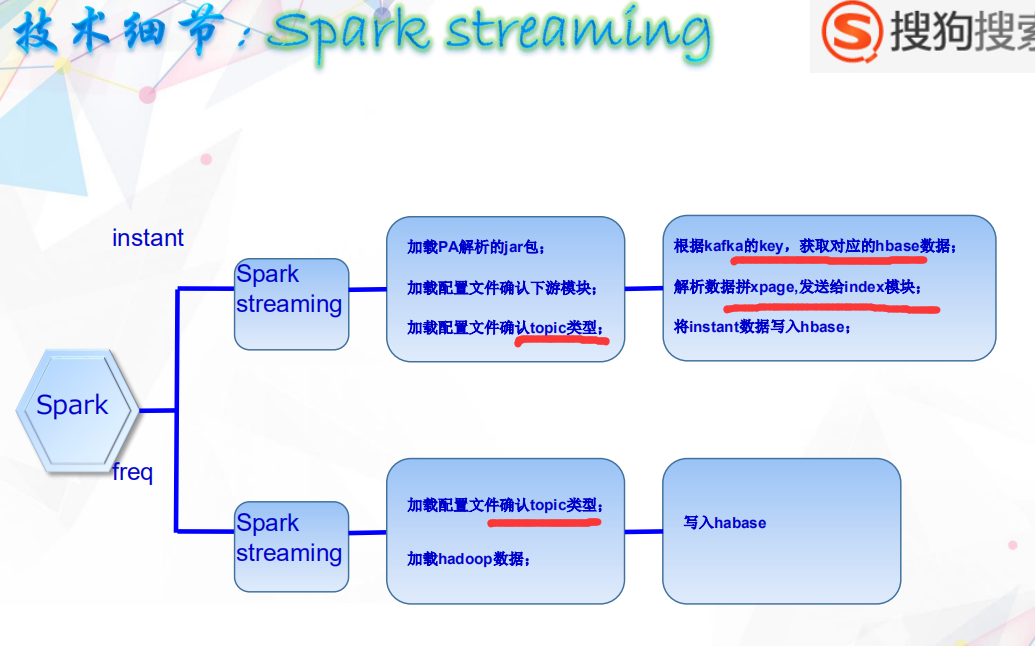 技术细节：Spark streaming
搜狗搜索
instant
Spark
streaming
加载PA解析的jar包；
加载配置文件确认下游模块；
加载配置文件确认topic类型；
根据kafka的key，获取对应的hbase数据；
解析数据拼xpage,发送给index模块；
将instant数据写入hbase；
Spark
freq
Spark
streaming
加载配置文件确认topic类型；
加载hadoop数据；
写入habase